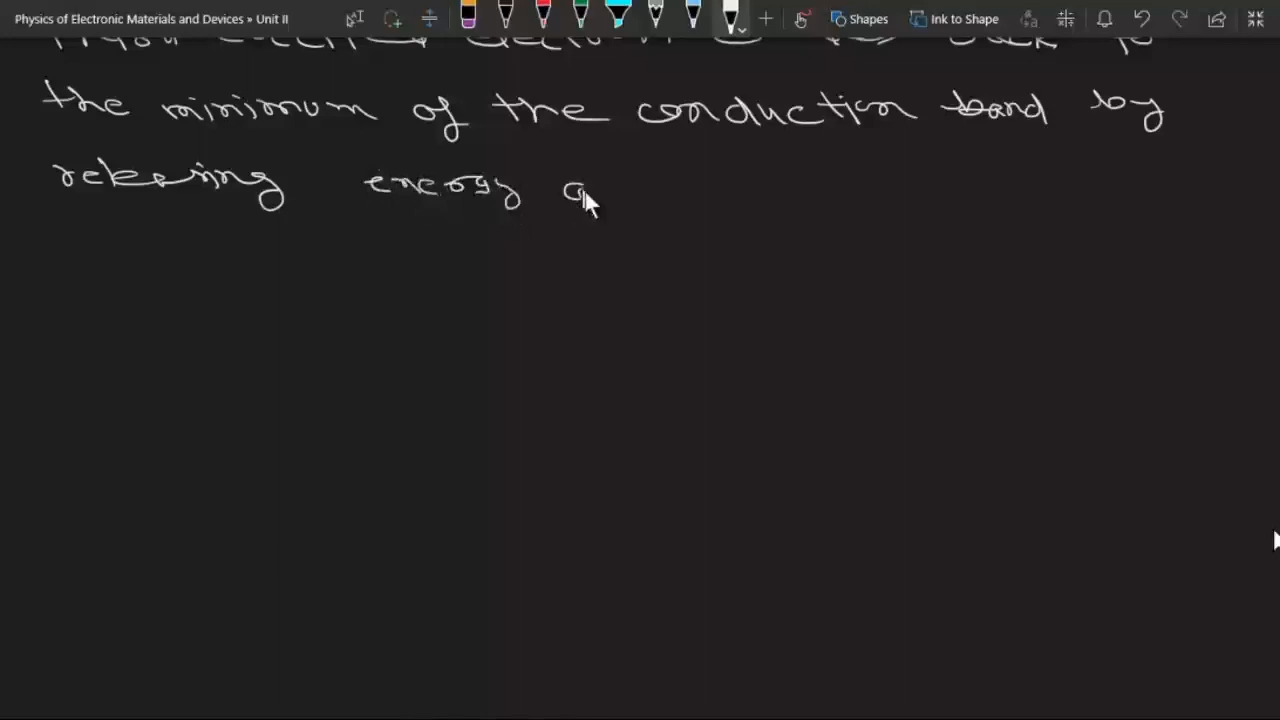 Physics of Electronic Materials and Devices » Unit II
Shapes
Ink to Shape
the minimum of the conduction band by
releasing energy a